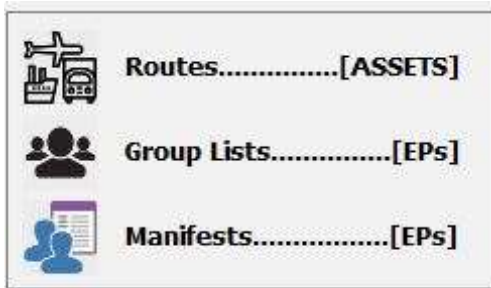 Routes...............[ASSETS]
Group Lists...............[EPs]
Manifests.................[EPs]